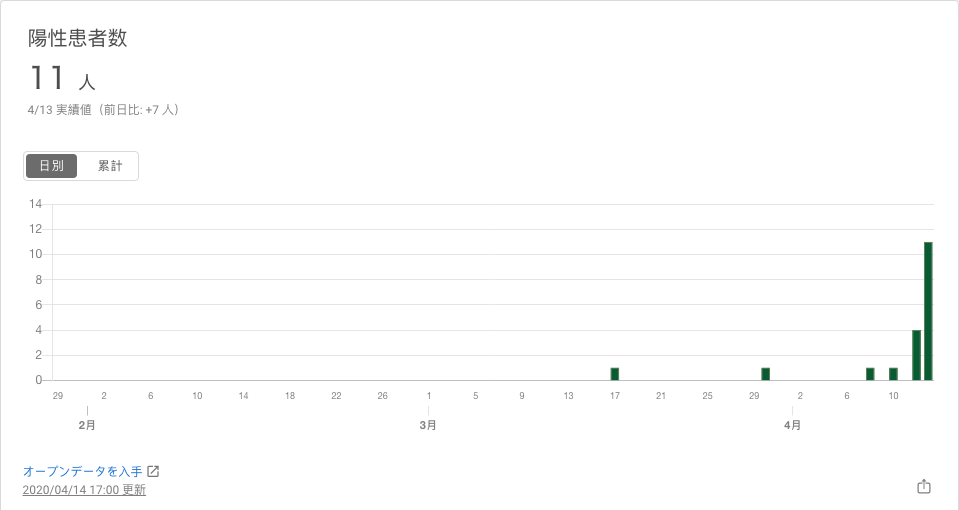 陽性患者数
11 人
4/13 実績値（前日比: +7 人）
日別 累計
14
12
10
8
6
4
2
0
29 2 6 10 14 18 22 26 1 5 9 13 17 21 25 29 2 6 10
2月 3月 4月
オープンデータを入手
2020/04/14 17:00 更新